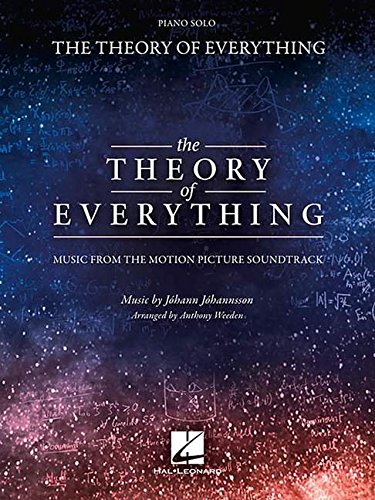 PIANO SOLO
THE THEORY OF EVERYTHING
the
THEORY
of
EVERYTHING
MUSIC FROM THE MOTION PICTURE SOUNDTRACK
Music by Jóhann Jóhannsson
Arranged by Anthony Weeden
HAL•LEONARD